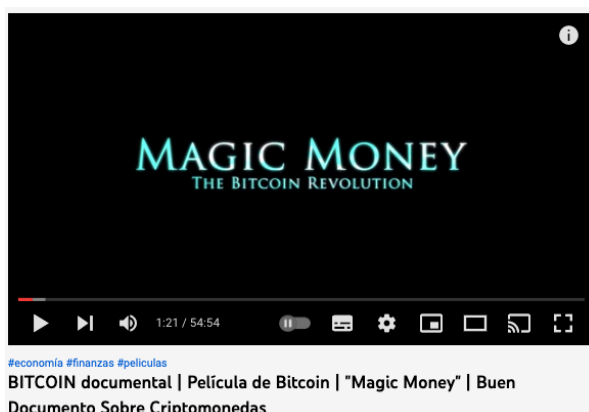 MAGIC MONEY
THE BITCOIN REVOLUTION
1:21 / 54:54
#economía #finanzas #peliculas
BITCOIN documental | Película de Bitcoin | "Magic Money" | Buen
Documento Sobre Criptomonedas